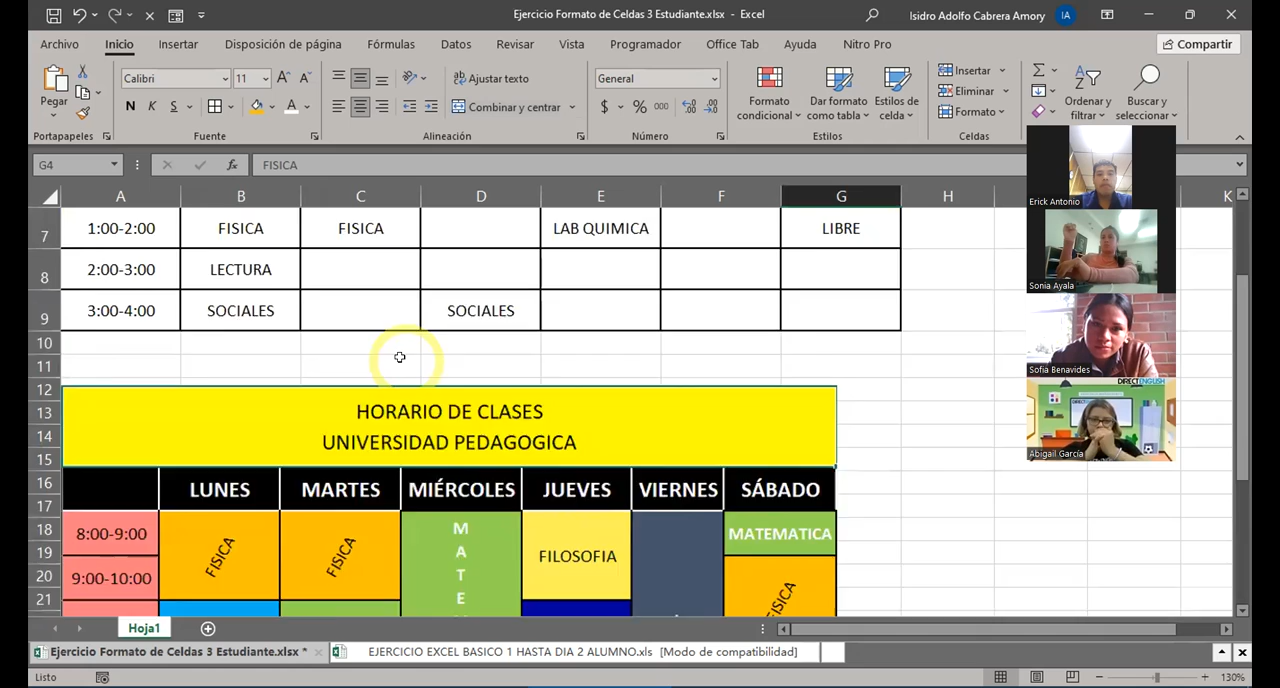 Ejercicio Formato de Celdas 3 Estudiante.xlsx - Excel
Isidro Adolfo Cabrera Amory
IA
Archivo Inicio Insertar Disposición de página Fórmulas Datos Revisar Vista Programador Office Tab Ayuda Nitro Pro
Compartir
Pegar
Calibri 11
N K S
Ajustar texto
Combinar y centrar
General
$ % 000
Formato condicional
Dar formato como tabla
Estilos de celda
Insertar
Eliminar
Formato
Ordenar y filtrar
Buscar y seleccionar
Portapapeles Fuente Alineación Número Estilos Celdas
G4 fx FISICA
A B C D E F G H K
7 1:00-2:00 FISICA FISICA LAB QUIMICA LIBRE
8 2:00-3:00 LECTURA
9 3:00-4:00 SOCIALES SOCIALES
10
11
12
13 HORARIO DE CLASES
14 UNIVERSIDAD PEDAGOGICA
15
16 LUNES MARTES MIÉRCOLES JUEVES VIERNES SÁBADO
17
18 8:00-9:00 FISICA FISICA M A T E FILOSOFIA MATEMATICA
19
20 9:00-10:00 FISICA
21
Erick Antonio
Sonia Ayala
Sofia Benavides
DIRECTENGLISH
Abigail García
Hoja1
Ejercicio Formato de Celdas 3 Estudiante.xlsx *
EJERCICIO EXCEL BASICO 1 HASTA DIA 2 ALUMNO.xls [Modo de compatibilidad]
Listo
130%